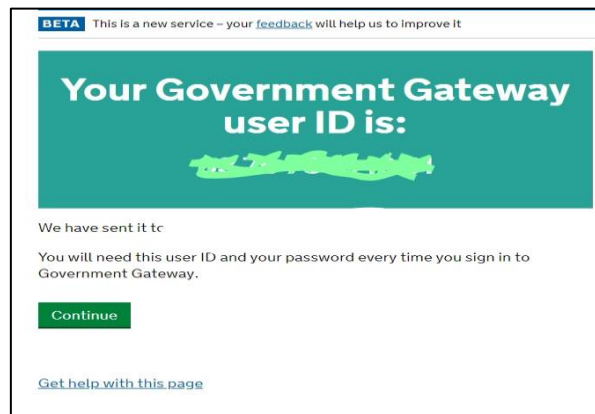 BETA This is a new service – your feedback will help us to improve it
Your Government Gateway
user ID is:
We have sent it to
You will need this user ID and your password every time you sign in to
Government Gateway.
Continue
Get help with this page